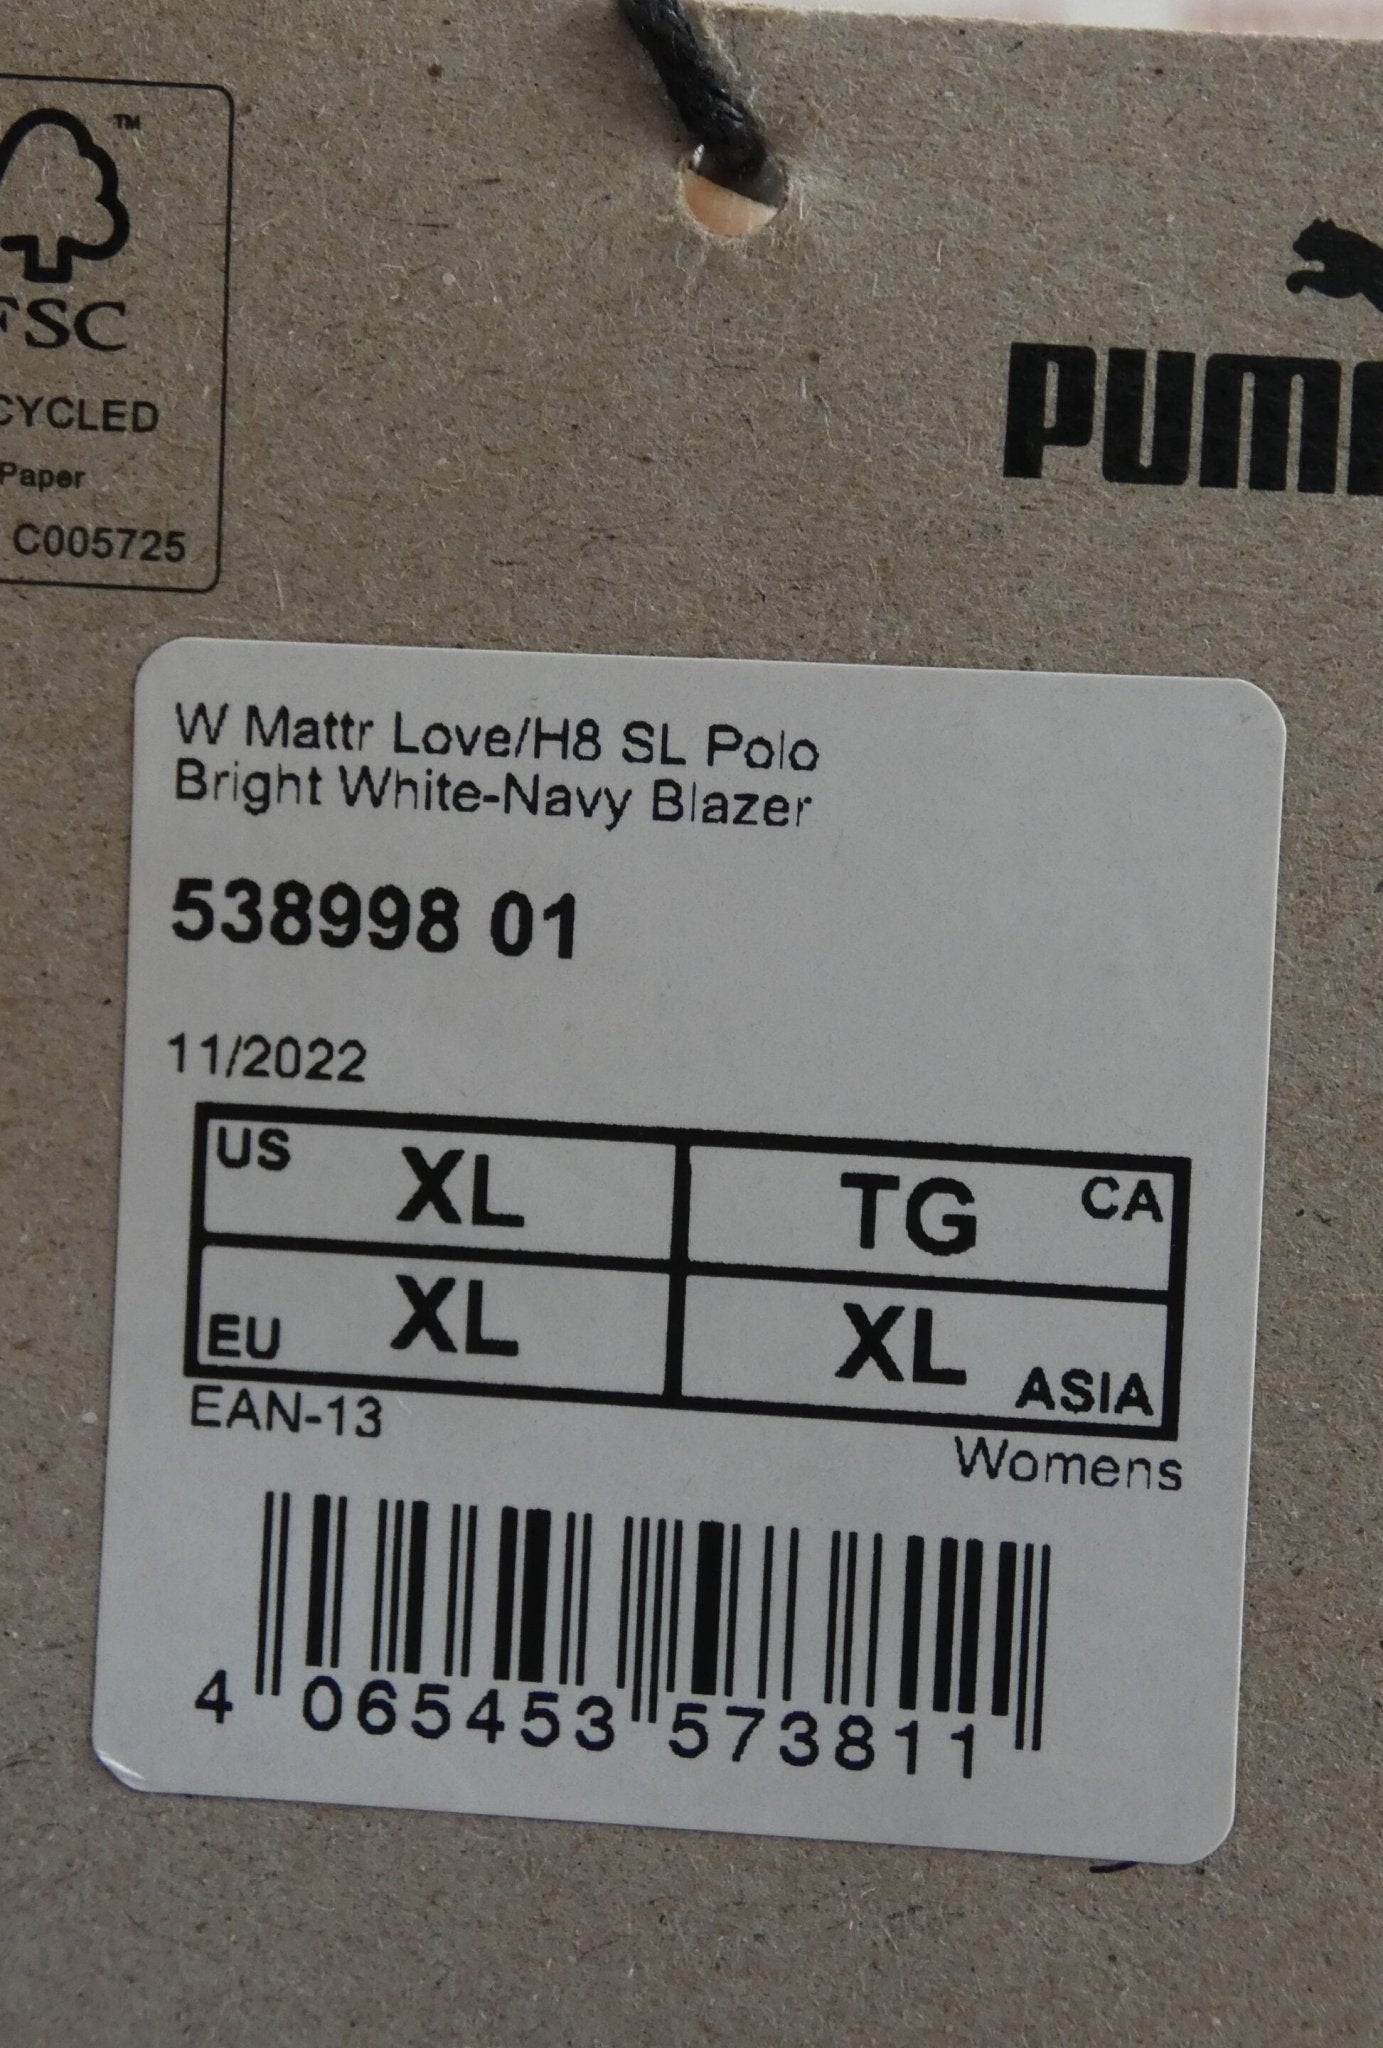 TM
FSC
CYCLED
Paper
C005725
PUM
W Mattr Love/H8 SL Polo
Bright White-Navy Blazer
538998 01
11/2022
US XL TG CA
EU XL XL ASIA
EAN-13
Womens
4 065453 573811